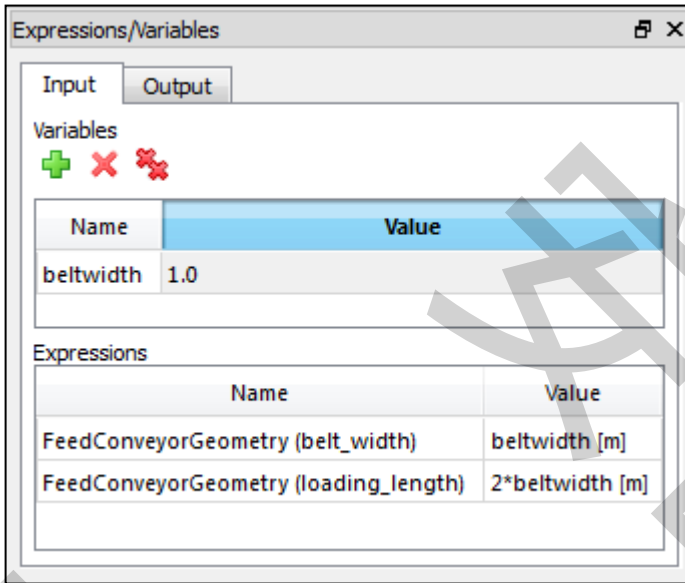 Expressions/Variables
Input Output
Variables
Name Value
beltwidth 1.0
Expressions
Name Value
FeedConveyorGeometry (belt_width) beltwidth [m]
FeedConveyorGeometry (loading_length) 2*beltwidth [m]